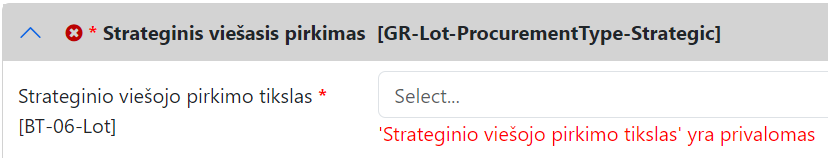 * Strateginis viešasis pirkimas [GR-Lot-ProcurementType-Strategic]
Strateginio viešojo pirkimo tikslas *
[BT-06-Lot]
Select...
'Strateginio viešojo pirkimo tikslas' yra privalomas